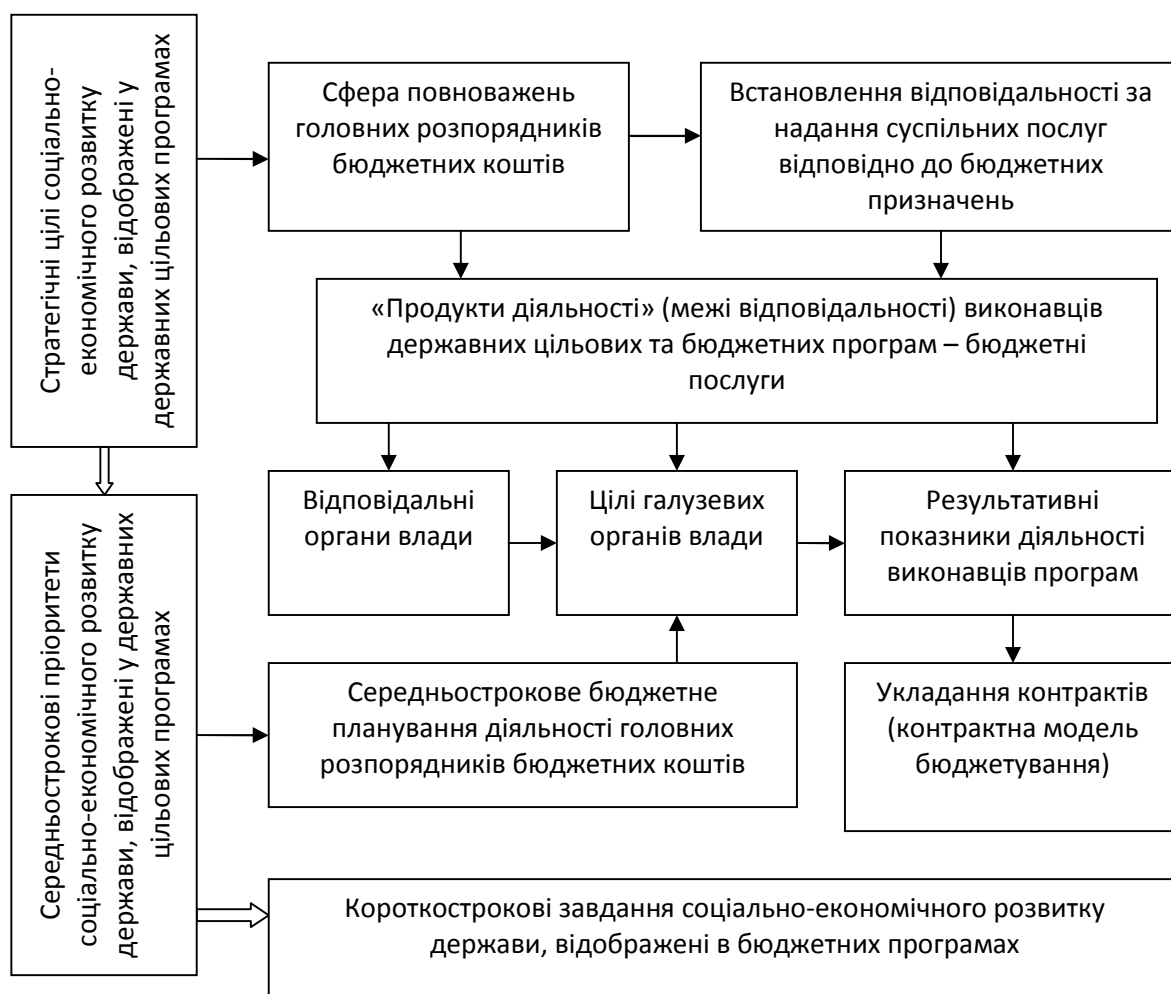 Стратегічні цілі соціально-
економічного розвитку
держави, відображені у
державних цільових програмах
Сфера повноважень
головних розпорядників
бюджетних коштів
Встановлення відповідальності за
надання суспільних послуг
відповідно до бюджетних
призначень
«Продукти діяльності» (межі відповідальності) виконавців
державних цільових та бюджетних програм – бюджетні
послуги
Відповідальні
органи влади
Цілі галузевих
органів влади
Результативні
показники діяльності
виконавців програм
Середньострокові пріоритети
соціально-економічного розвитку
держави, відображені у державних
цільових програмах
Середньострокове бюджетне
планування діяльності головних
розпорядників бюджетних коштів
Укладання контрактів
(контрактна модель
бюджетування)
Короткострокові завдання соціально-економічного розвитку
держави, відображені в бюджетних програмах